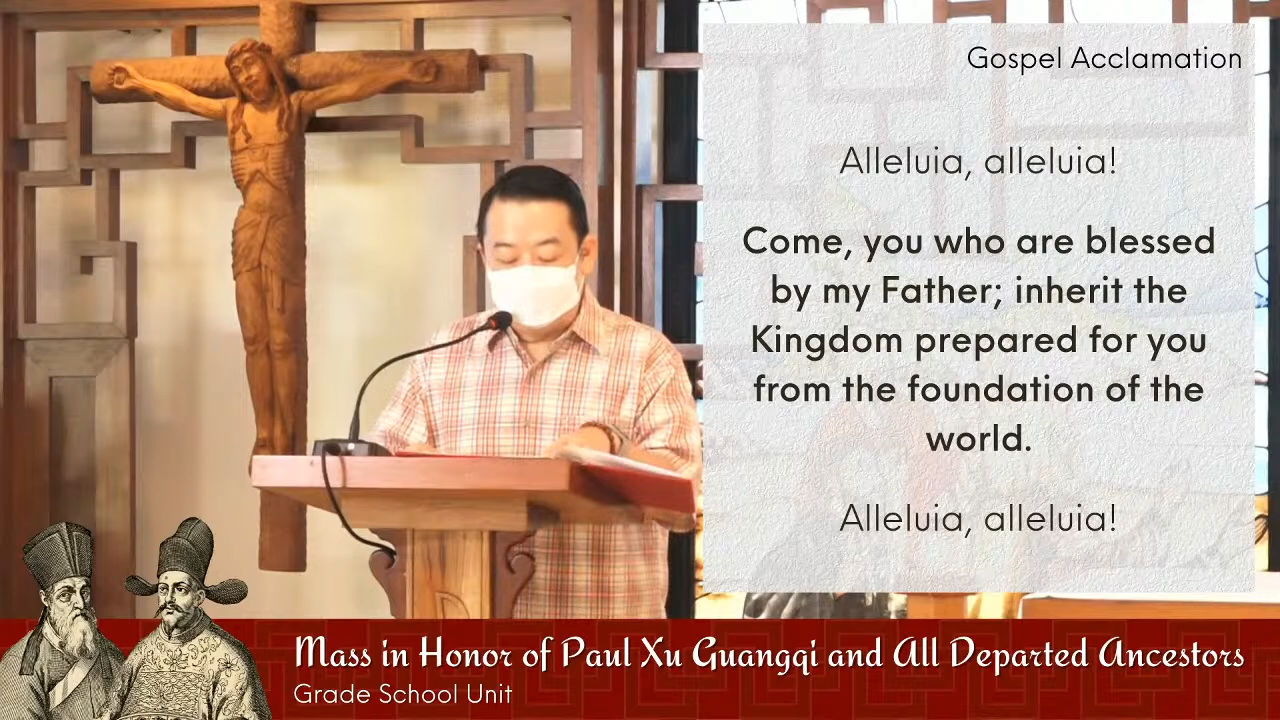 Gospel Acclamation
Alleluia, alleluia!
Come, you who are blessed
by my Father; inherit the
Kingdom prepared for you
from the foundation of the
world.
Alleluia, alleluia!
Mass in Honor of Paul Xu Guangqi and All Departed Ancestors
Grade School Unit